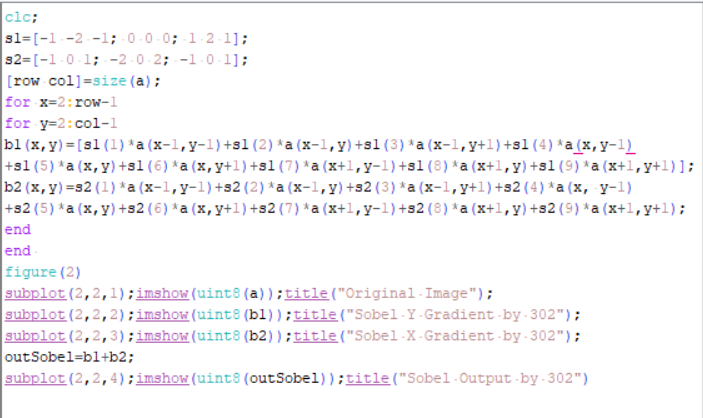 clc;
s1=[-1 -2 -1; 0 0 0; 1 2 1];
s2=[-1 0 1; -2 0 2; -1 0 1];
[row col]=size(a);
for x=2:row-1
for y=2:col-1
b1(x,y)=[s1(1)*a(x-1,y-1)+s1(2)*a(x-1,y)+s1(3)*a(x-1,y+1)+s1(4)*a(x,y-1)
+s1(5)*a(x,y)+s1(6)*a(x,y+1)+s1(7)*a(x+1,y-1)+s1(8)*a(x+1,y)+s1(9)*a(x+1,y+1)];
b2(x,y)=s2(1)*a(x-1,y-1)+s2(2)*a(x-1,y)+s2(3)*a(x-1,y+1)+s2(4)*a(x, y-1)
+s2(5)*a(x,y)+s2(6)*a(x,y+1)+s2(7)*a(x+1,y-1)+s2(8)*a(x+1,y)+s2(9)*a(x+1,y+1);
end
end
figure(2)
subplot(2,2,1);imshow(uint8(a));title("Original Image");
subplot(2,2,2);imshow(uint8(b1));title("Sobel Y Gradient by 302");
subplot(2,2,3);imshow(uint8(b2));title("Sobel X Gradient by 302");
outSobel=b1+b2;
subplot(2,2,4);imshow(uint8(outSobel));title("Sobel Output by 302")